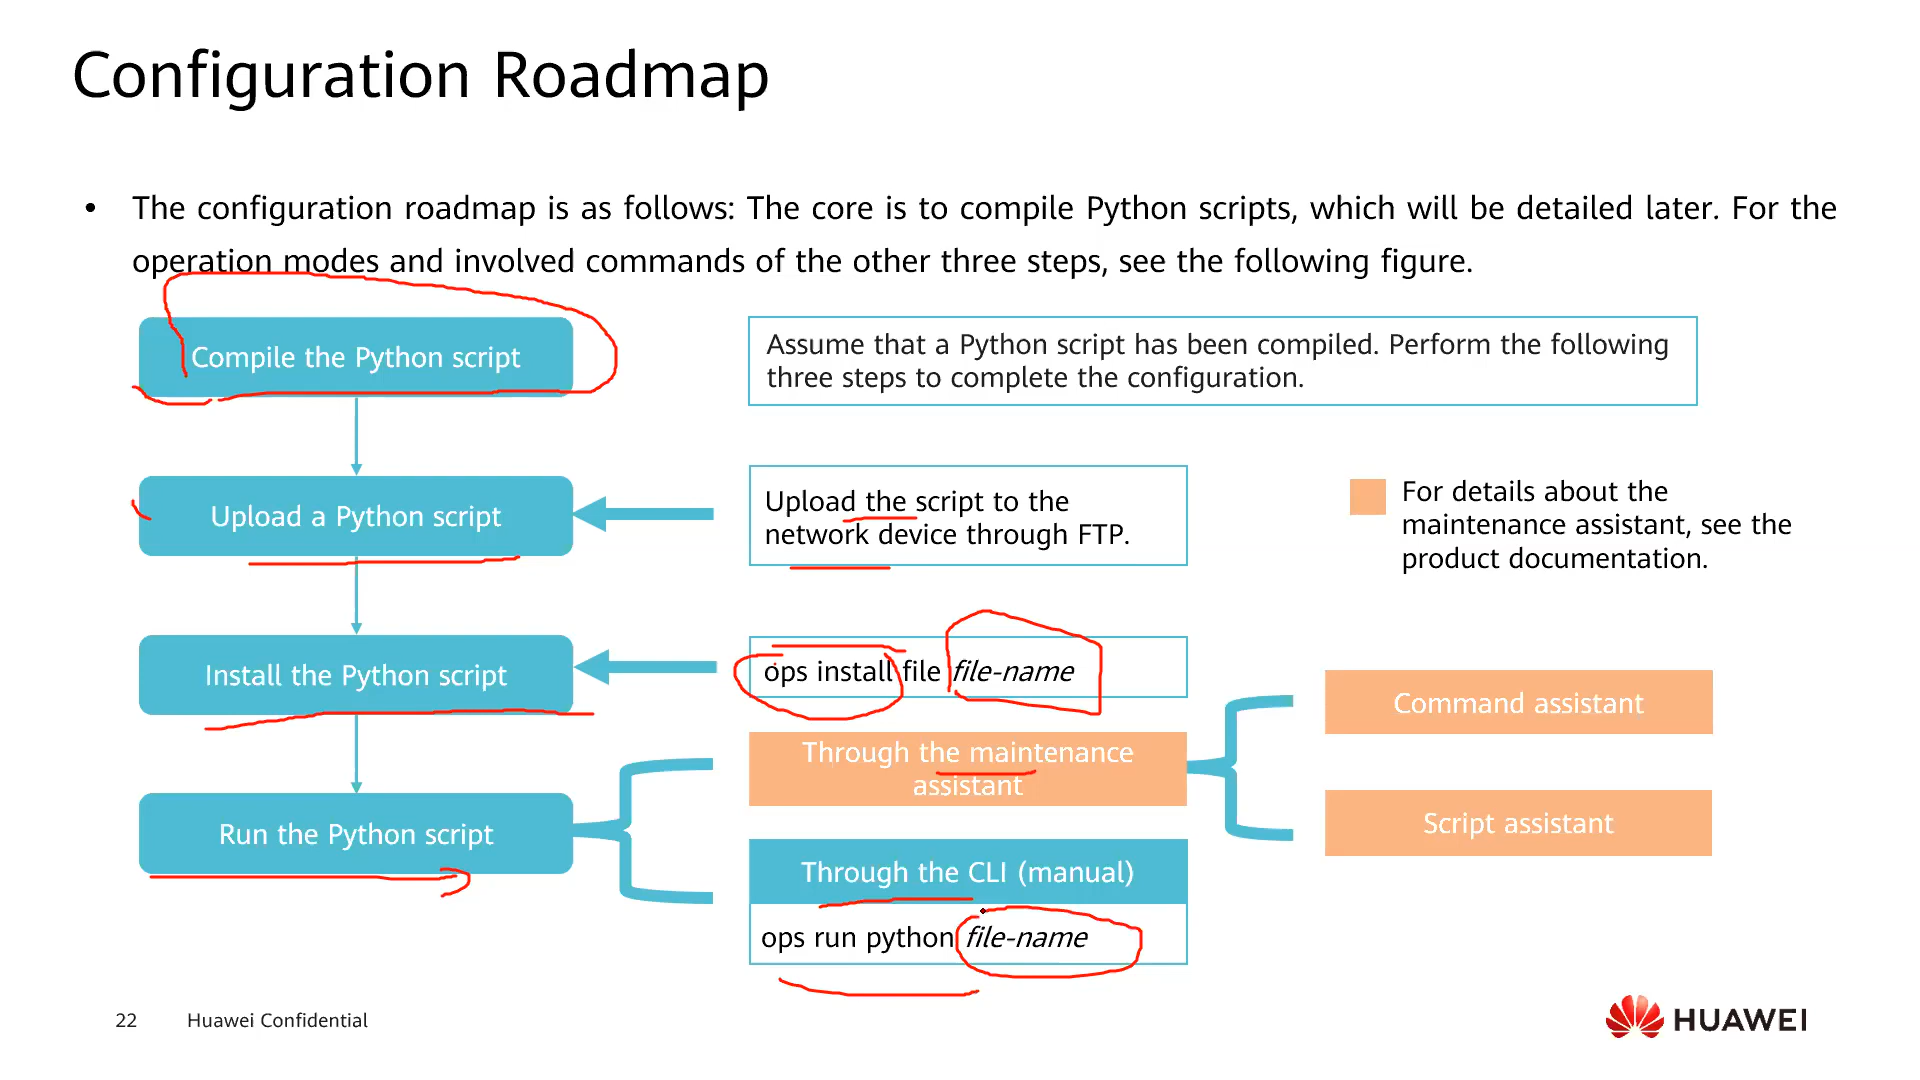 Configuration Roadmap
• The configuration roadmap is as follows: The core is to compile Python scripts, which will be detailed later. For the
operation modes and involved commands of the other three steps, see the following figure.
Compile the Python script
Assume that a Python script has been compiled. Perform the following
three steps to complete the configuration.
Upload a Python script
Upload the script to the
network device through FTP.
For details about the
maintenance assistant, see the
product documentation.
Install the Python script
ops install file file-name
Command assistant
Through the maintenance
assistant
Script assistant
Run the Python script
Through the CLI (manual)
ops run python file-name
22
Huawei Confidential
HUAWEI